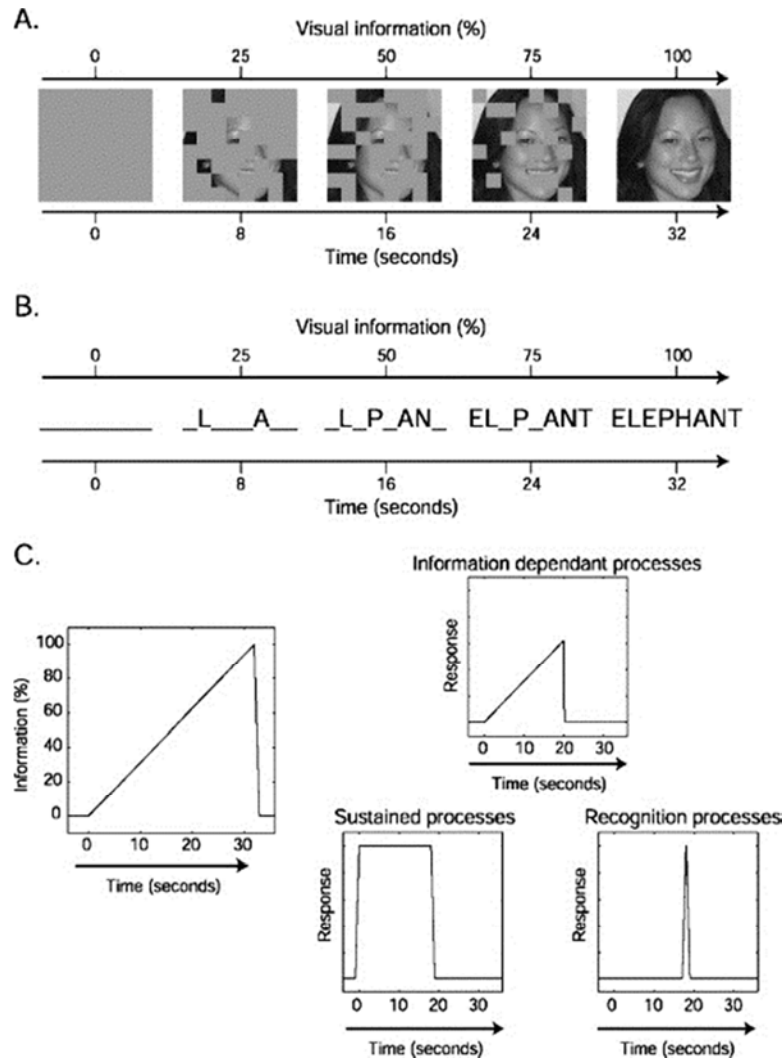 A.
Visual information (%)
0 25 50 75 100
0 8 16 24 32
Time (seconds)
B.
Visual information (%)
0 25 50 75 100
_L___A__ _L_P_AN_ EL_P_ANT ELEPHANT
0 8 16 24 32
Time (seconds)
C.
Information dependant processes
Response
0 10 20 30
Time (seconds)
Information (%)
100
80
60
40
20
0
0 10 20 30
Time (seconds)
Sustained processes
Response
0 10 20 30
Time (seconds)
Recognition processes
Response
0 10 20 30
Time (seconds)